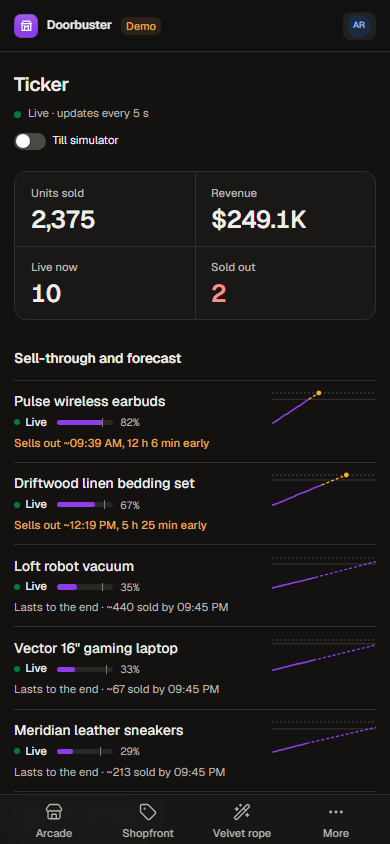 Doorbuster Demo AR
Ticker
Live · updates every 5 s
Till simulator
Units sold
2,375
Revenue
$249.1K
Live now
10
Sold out
2
Sell-through and forecast
Pulse wireless earbuds
Live 82%
Sells out ~09:39 AM, 12 h 6 min early
Driftwood linen bedding set
Live 67%
Sells out ~12:19 PM, 5 h 25 min early
Loft robot vacuum
Live 35%
Lasts to the end · ~440 sold by 09:45 PM
Vector 16" gaming laptop
Live 33%
Lasts to the end · ~67 sold by 09:45 PM
Meridian leather sneakers
Live 29%
Lasts to the end · ~213 sold by 09:45 PM
Arcade Shopfront Velvet rope More